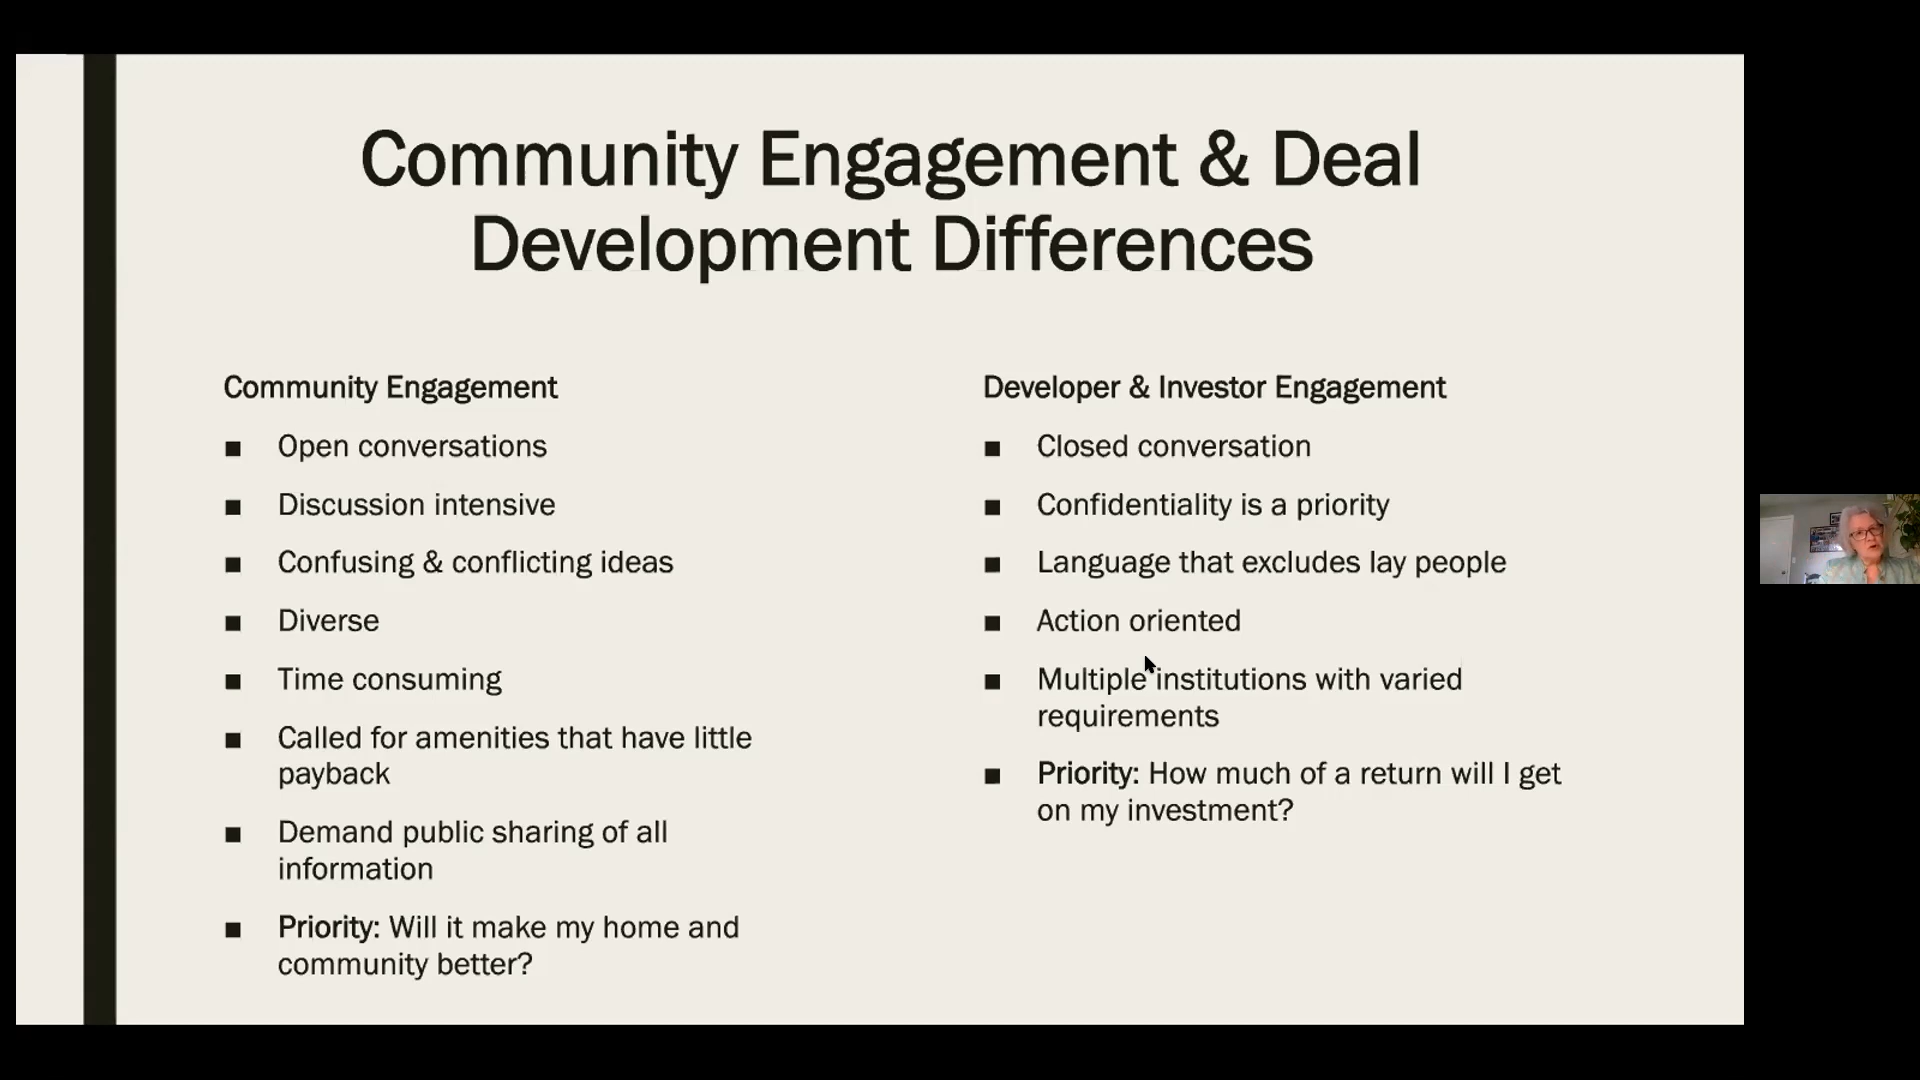 Community Engagement & Deal
Development Differences
Community Engagement
■ Open conversations
■ Discussion intensive
■ Confusing & conflicting ideas
■ Diverse
■ Time consuming
■ Called for amenities that have little
payback
■ Demand public sharing of all
information
■ Priority: Will it make my home and
community better?
Developer & Investor Engagement
■ Closed conversation
■ Confidentiality is a priority
■ Language that excludes lay people
■ Action oriented
■ Multiple institutions with varied
requirements
■ Priority: How much of a return will I get
on my investment?